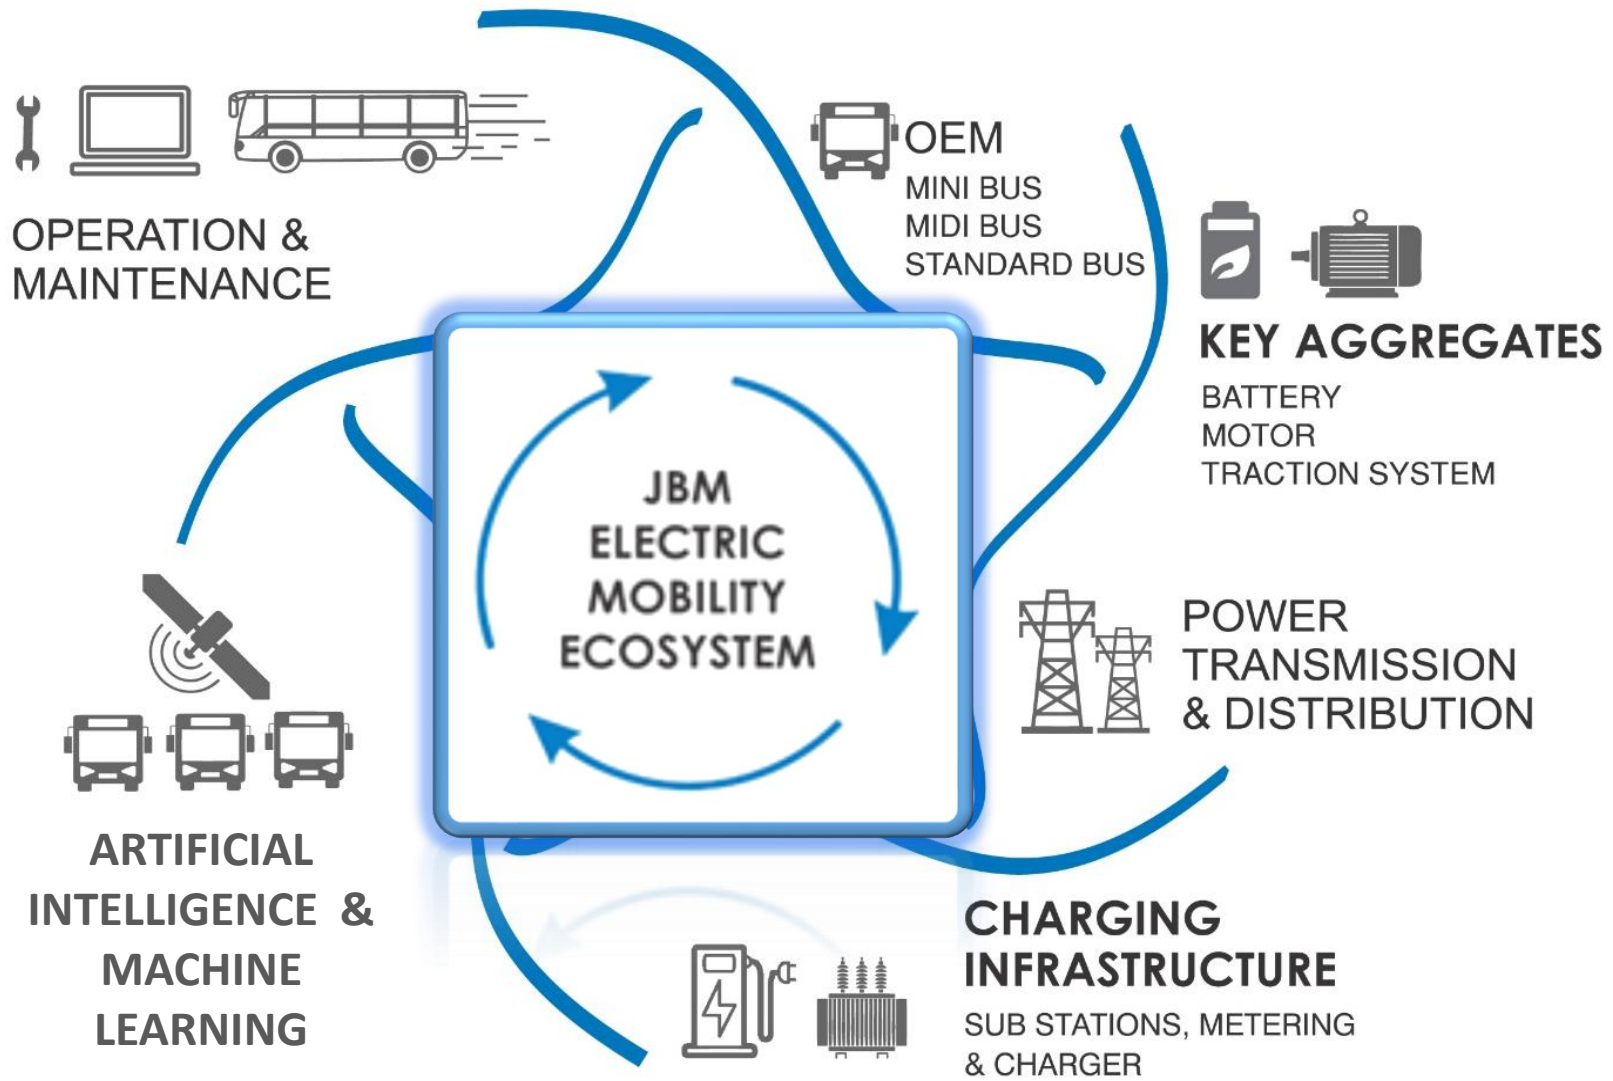 OPERATION &
MAINTENANCE
OEM
MINI BUS
MIDI BUS
STANDARD BUS
KEY AGGREGATES
BATTERY
MOTOR
TRACTION SYSTEM
JBM
ELECTRIC
MOBILITY
ECOSYSTEM
POWER
TRANSMISSION
& DISTRIBUTION
ARTIFICIAL
INTELLIGENCE &
MACHINE
LEARNING
CHARGING
INFRASTRUCTURE
SUB STATIONS, METERING
& CHARGER